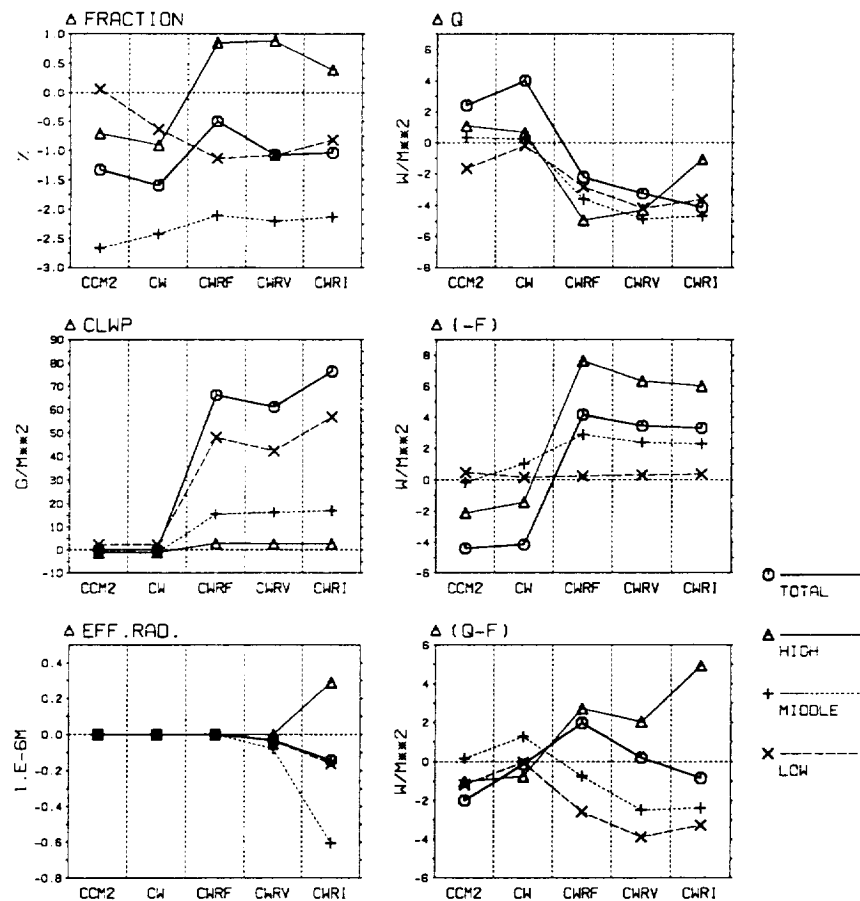 △ FRACTION
1.0
0.5
0.0
-0.5
-1.0
-1.5
-2.0
-2.5
-3.0
%
CCM2 CW CWRF CWRV CWRI
△ Q
6
4
2
0
-2
-4
-6
-8
W/M**2
CCM2 CW CWRF CWRV CWRI
△ CLWP
90
80
70
60
50
40
30
20
10
0
-10
G/M**2
CCM2 CW CWRF CWRV CWRI
△ (-F)
8
6
4
2
0
-2
-4
-6
W/M**2
CCM2 CW CWRF CWRV CWRI
△ EFF.RAD.
0.4
0.2
0.0
-0.2
-0.4
-0.6
-0.8
1.E-6M
CCM2 CW CWRF CWRV CWRI
△ (Q-F)
6
4
2
0
-2
-4
-6
W/M**2
CCM2 CW CWRF CWRV CWRI
TOTAL
HIGH
MIDDLE
LOW